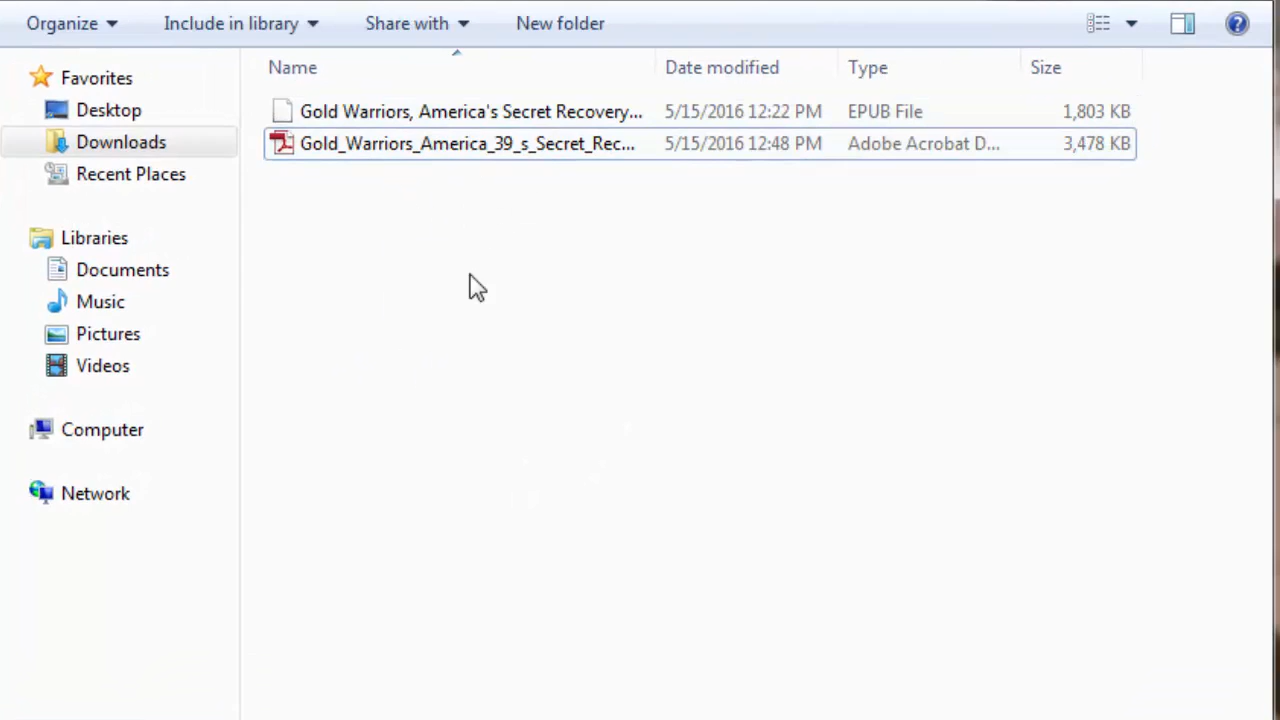 Organize Include in library Share with New folder
Name Date modified Type Size
Favorites
Desktop
Downloads
Recent Places
Libraries
Documents
Music
Pictures
Videos
Computer
Network
Gold Warriors, America's Secret Recovery... 5/15/2016 12:22 PM EPUB File 1,803 KB
Gold_Warriors_America_39_s_Secret_Rec... 5/15/2016 12:48 PM Adobe Acrobat D... 3,478 KB